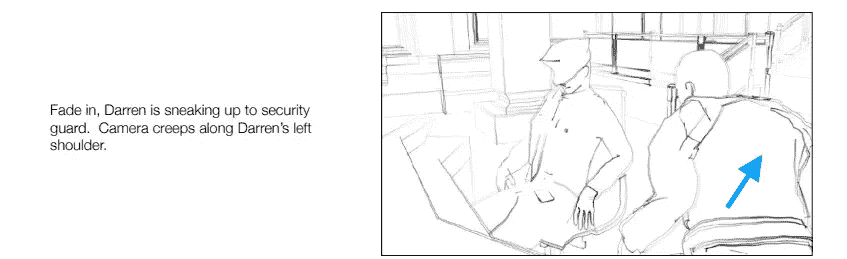 Fade in, Darren is sneaking up to security
guard.  Camera creeps along Darren's left
shoulder.